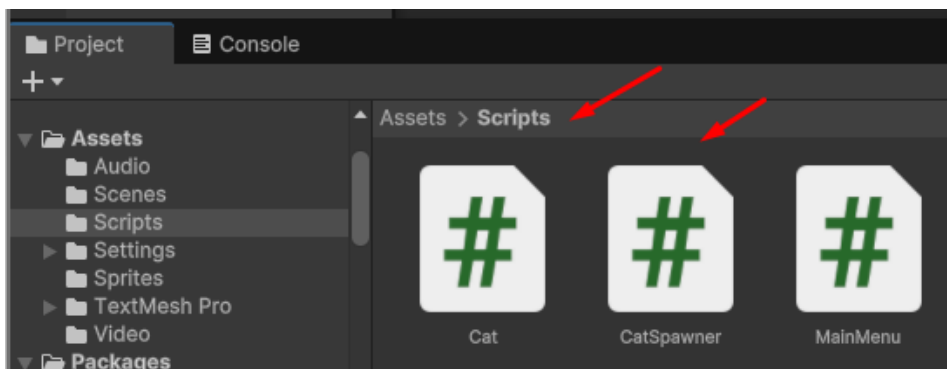 Project
Console
Assets > Scripts
Assets
Audio
Scenes
Scripts
Settings
Sprites
TextMesh Pro
Video
Packages
#
#
#
Cat
CatSpawner
MainMenu